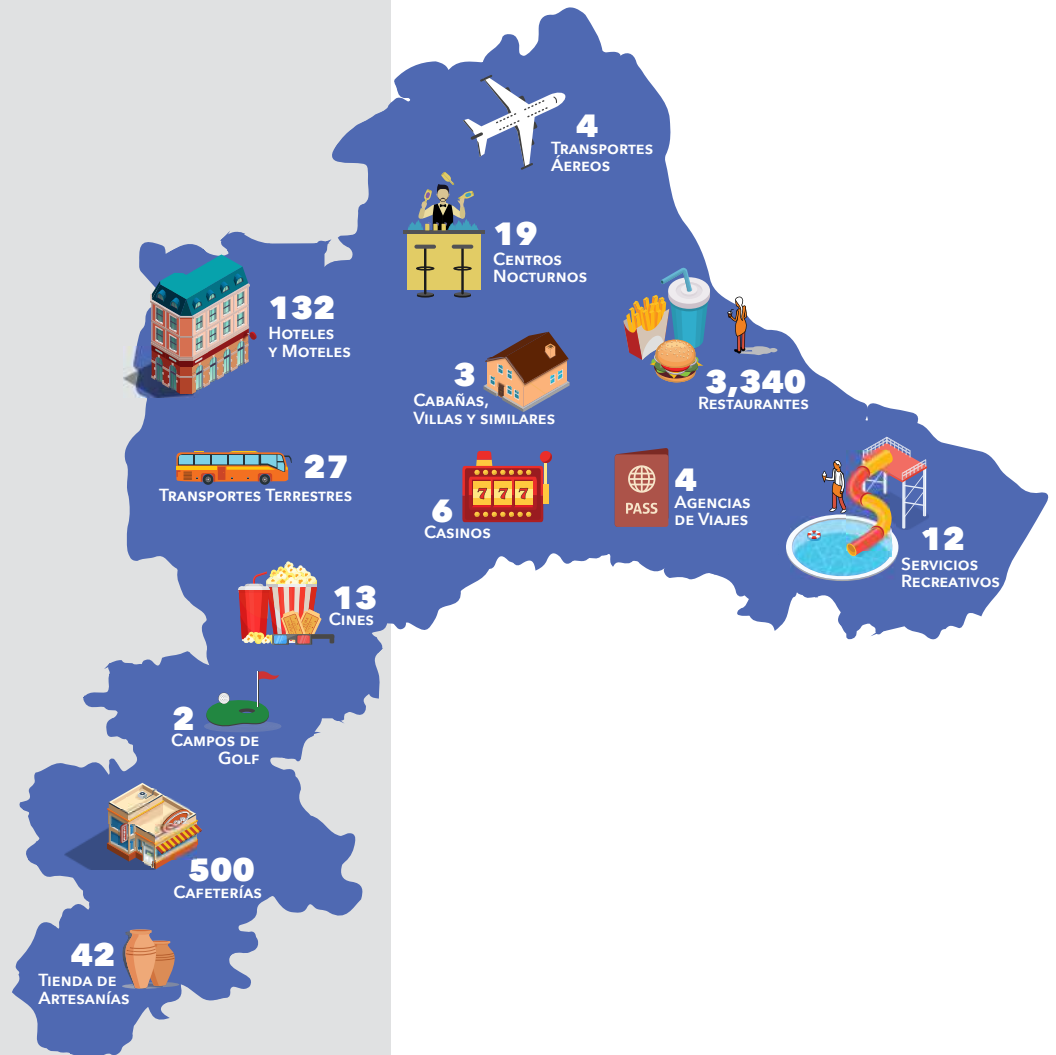 4
Transportes
Áereos
19
Centros
Nocturnos
132
Hoteles
y Moteles
3
Cabañas,
Villas y similares
3,340
Restaurantes
27
Transportes Terrestres
777
6
Casinos
PASS
4
Agencias
de Viajes
12
Servicios
Recreativos
13
Cines
2
Campos de
Golf
500
Cafeterías
42
Tienda de
Artesanías